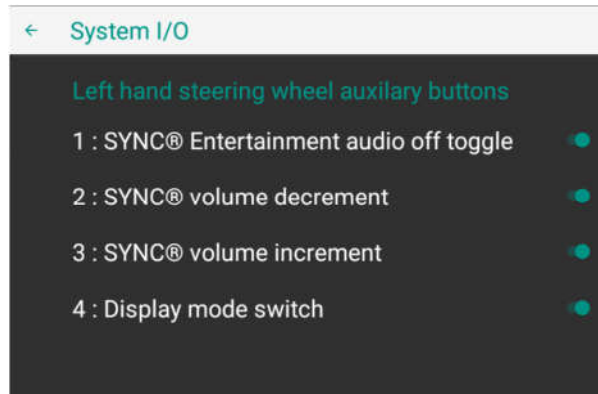 System I/O
Left hand steering wheel auxilary buttons
1 : SYNC® Entertainment audio off toggle
2 : SYNC® volume decrement
3 : SYNC® volume increment
4 : Display mode switch